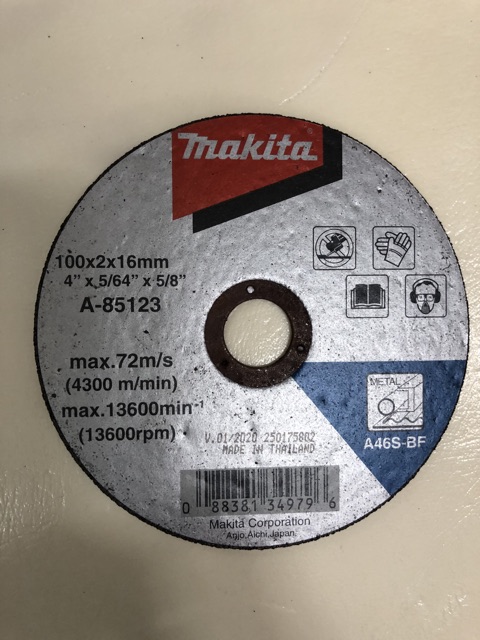 makita
100x2x16mm
4" x 5/64" x 5/8"
A-85123
max.72m/s
(4300 m/min)
max.13600min⁻¹
(13600rpm)
METAL
A46S-BF
V.01/2020 250175802
MADE IN THAILAND
0 88381 34979 6
Makita Corporation
Anjo,Aichi,Japan